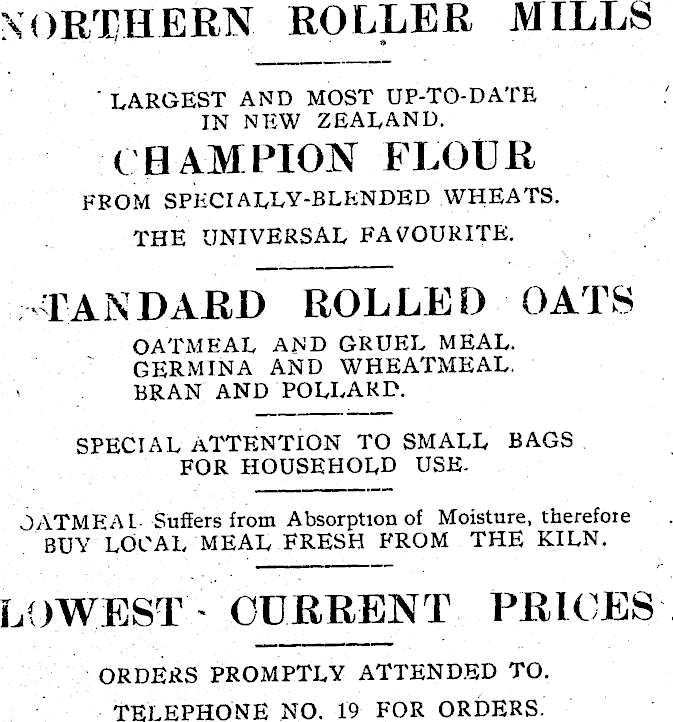 NORTHERN ROLLER MILLS
LARGEST AND MOST UP-TO-DATE
IN NEW ZEALAND.
CHAMPION FLOUR
FROM SPECIALLY-BLENDED WHEATS.
THE UNIVERSAL FAVOURITE.
STANDARD ROLLED OATS
OATMEAL AND GRUEL MEAL.
GERMINA AND WHEATMEAL.
BRAN AND POLLARD.
SPECIAL ATTENTION TO SMALL BAGS
FOR HOUSEHOLD USE.
OATMEAL Suffers from Absorption of Moisture, therefore
BUY LOCAL MEAL FRESH FROM THE KILN.
LOWEST - CURRENT PRICES.
ORDERS PROMPTLY ATTENDED TO.
TELEPHONE NO. 19 FOR ORDERS.